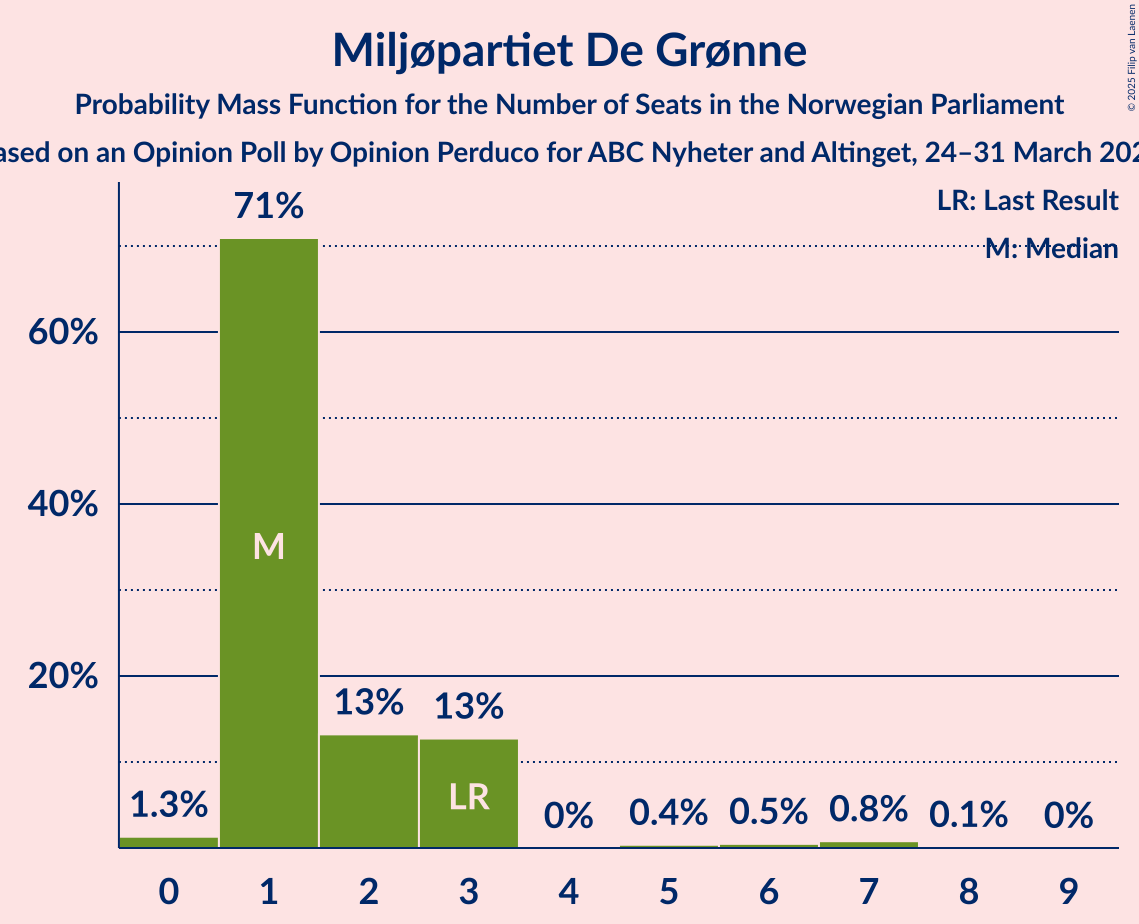 Miljøpartiet De Grønne
Probability Mass Function for the Number of Seats in the Norwegian Parliament
on an Opinion Poll by Opinion Perduco for ABC Nyheter and Altinget, 24–31 March
© 2025 Filip van Laenen
LR: Last Result
M: Median
60%
40%
20%
1.3%
71%
13%
13%
0%
0.4%
0.5%
0.8%
0.1%
0%
M
LR
0 1 2 3 4 5 6 7 8 9